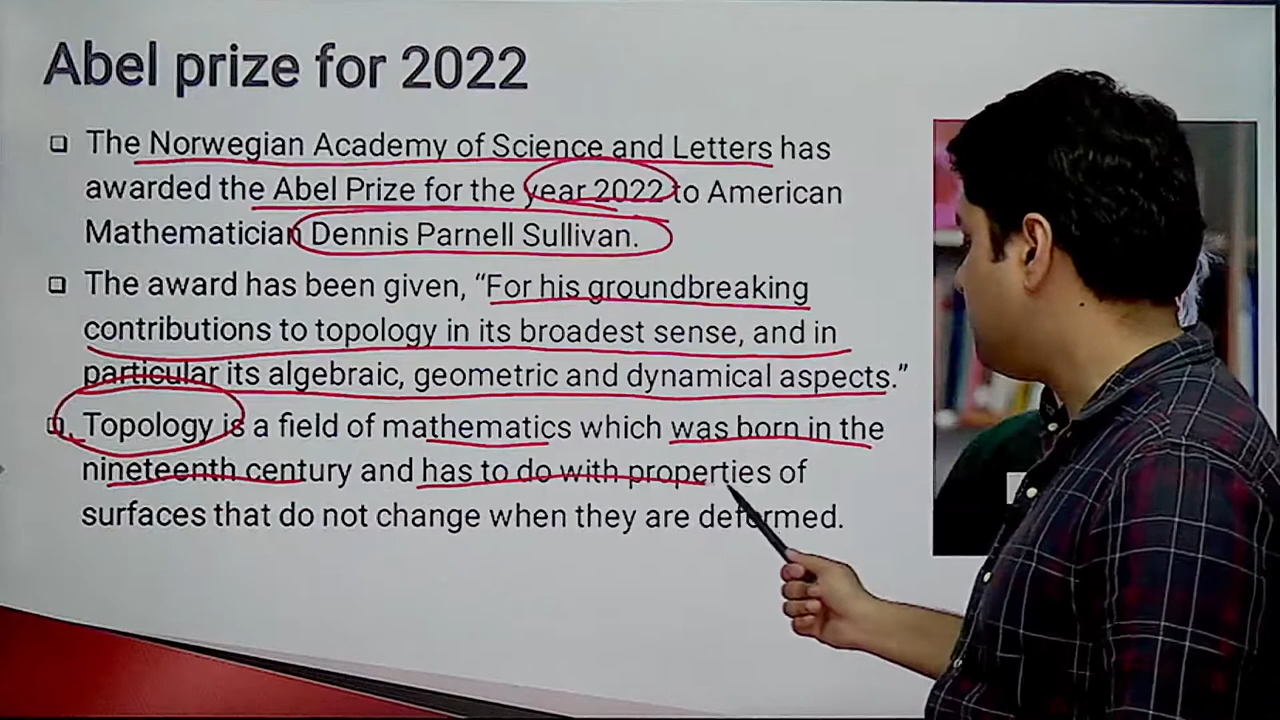 Abel prize for 2022
The Norwegian Academy of Science and Letters has
awarded the Abel Prize for the year 2022 to American
Mathematician Dennis Parnell Sullivan.
The award has been given, “For his groundbreaking
contributions to topology in its broadest sense, and in
particular its algebraic, geometric and dynamical aspects.”
Topology is a field of mathematics which was born in the
nineteenth century and has to do with properties of
surfaces that do not change when they are deformed.